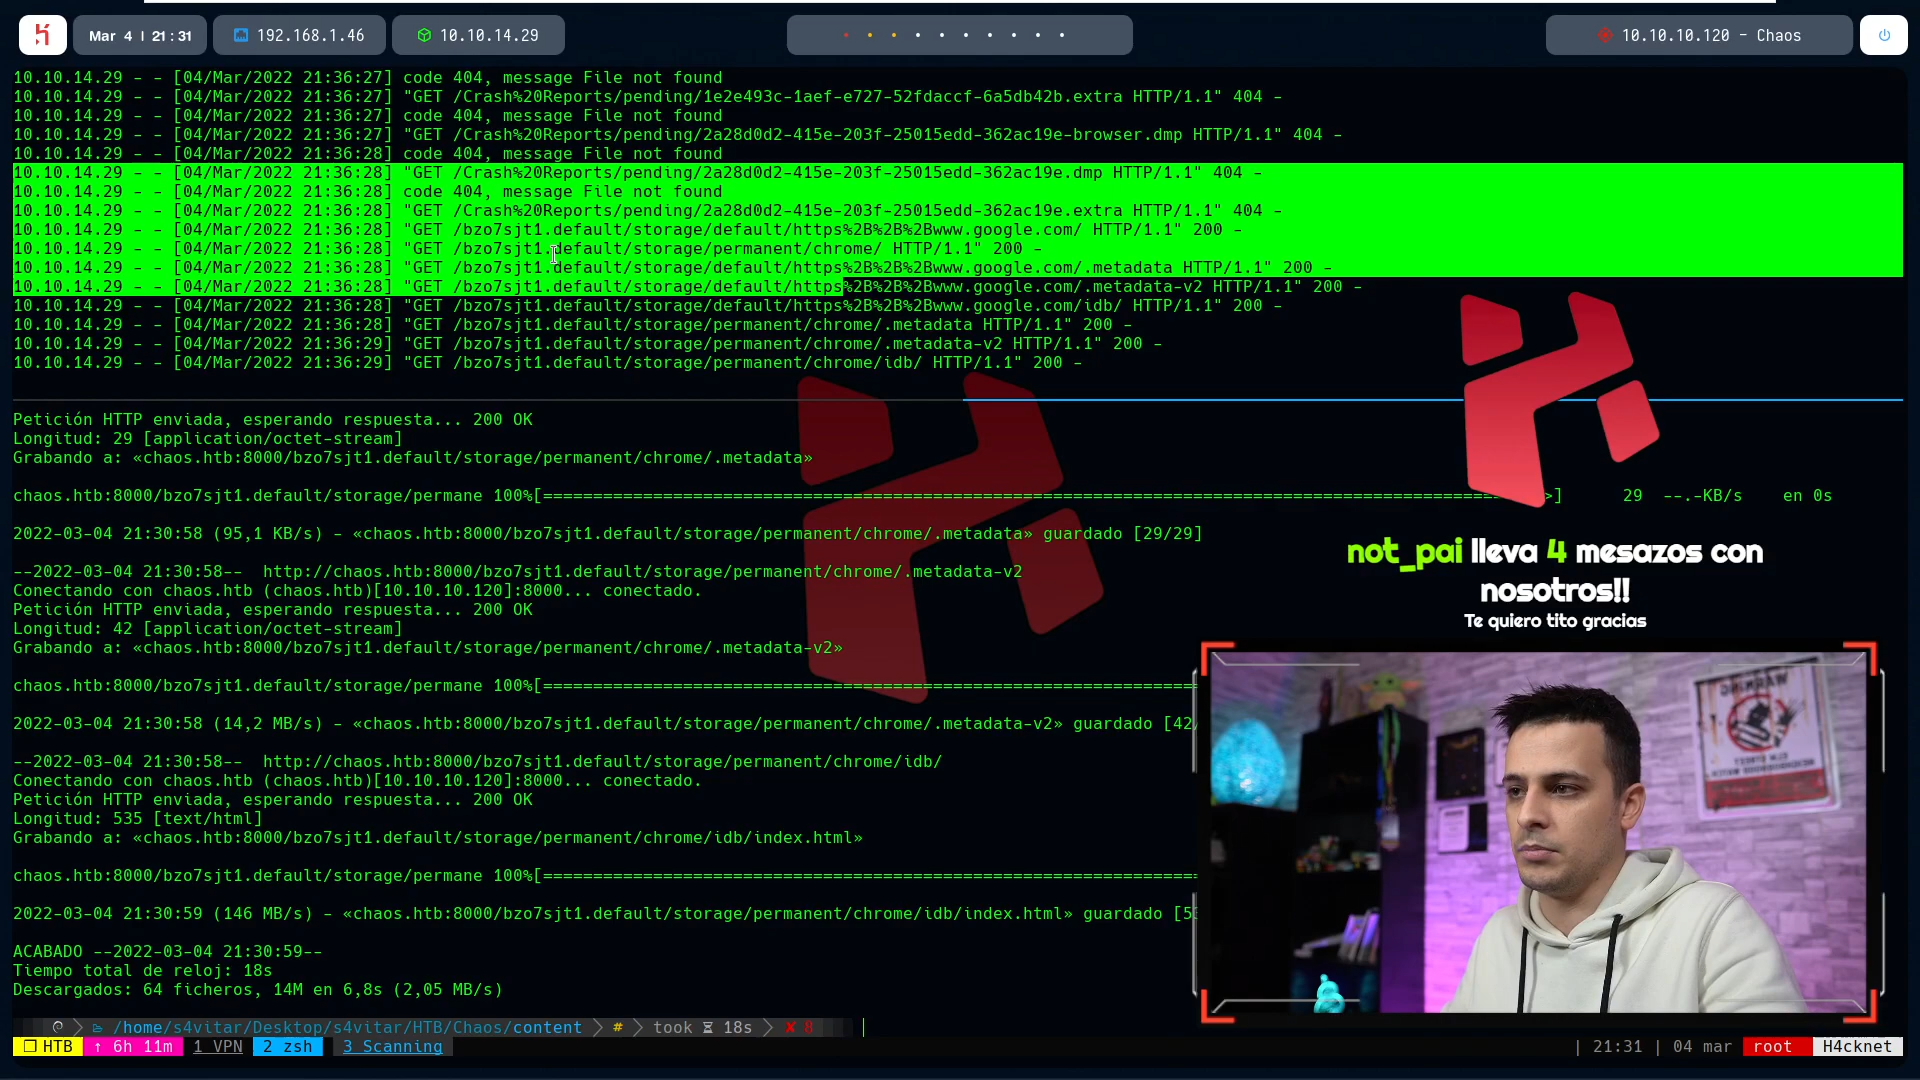 Mar 4 | 21:31
192.168.1.46
10.10.14.29
10.10.10.120 - Chaos
10.10.14.29 - - [04/Mar/2022 21:36:27] code 404, message File not found
10.10.14.29 - - [04/Mar/2022 21:36:27] "GET /Crash%20Reports/pending/1e2e493c-1aef-e727-52fdaccf-6a5db42b.extra HTTP/1.1" 404 -
10.10.14.29 - - [04/Mar/2022 21:36:27] code 404, message File not found
10.10.14.29 - - [04/Mar/2022 21:36:27] "GET /Crash%20Reports/pending/2a28d0d2-415e-203f-25015edd-362ac19e-browser.dmp HTTP/1.1" 404 -
10.10.14.29 - - [04/Mar/2022 21:36:28] code 404, message File not found
10.10.14.29 - - [04/Mar/2022 21:36:28] "GET /Crash%20Reports/pending/2a28d0d2-415e-203f-25015edd-362ac19e.dmp HTTP/1.1" 404 -
10.10.14.29 - - [04/Mar/2022 21:36:28] code 404, message File not found
10.10.14.29 - - [04/Mar/2022 21:36:28] "GET /Crash%20Reports/pending/2a28d0d2-415e-203f-25015edd-362ac19e.extra HTTP/1.1" 404 -
10.10.14.29 - - [04/Mar/2022 21:36:28] "GET /bzo7sjt1.default/storage/default/https%2B%2B%2Bwww.google.com/ HTTP/1.1" 200 -
10.10.14.29 - - [04/Mar/2022 21:36:28] "GET /bzo7sjt1.default/storage/permanent/chrome/ HTTP/1.1" 200 -
10.10.14.29 - - [04/Mar/2022 21:36:28] "GET /bzo7sjt1.default/storage/default/https%2B%2B%2Bwww.google.com/.metadata HTTP/1.1" 200 -
10.10.14.29 - - [04/Mar/2022 21:36:28] "GET /bzo7sjt1.default/storage/default/https%2B%2B%2Bwww.google.com/.metadata-v2 HTTP/1.1" 200 -
10.10.14.29 - - [04/Mar/2022 21:36:28] "GET /bzo7sjt1.default/storage/default/https%2B%2B%2Bwww.google.com/idb/ HTTP/1.1" 200 -
10.10.14.29 - - [04/Mar/2022 21:36:28] "GET /bzo7sjt1.default/storage/permanent/chrome/.metadata HTTP/1.1" 200 -
10.10.14.29 - - [04/Mar/2022 21:36:29] "GET /bzo7sjt1.default/storage/permanent/chrome/.metadata-v2 HTTP/1.1" 200 -
10.10.14.29 - - [04/Mar/2022 21:36:29] "GET /bzo7sjt1.default/storage/permanent/chrome/idb/ HTTP/1.1" 200 -
Petición HTTP enviada, esperando respuesta... 200 OK
Longitud: 29 [application/octet-stream]
Grabando a: «chaos.htb:8000/bzo7sjt1.default/storage/permanent/chrome/.metadata»
chaos.htb:8000/bzo7sjt1.default/storage/permane 100%[=====>] 29 --.-KB/s en 0s
2022-03-04 21:30:58 (95,1 KB/s) - «chaos.htb:8000/bzo7sjt1.default/storage/permanent/chrome/.metadata» guardado [29/29]
--2022-03-04 21:30:58-- http://chaos.htb:8000/bzo7sjt1.default/storage/permanent/chrome/.metadata-v2
Conectando con chaos.htb (chaos.htb)[10.10.10.120]:8000... conectado.
Petición HTTP enviada, esperando respuesta... 200 OK
Longitud: 42 [application/octet-stream]
Grabando a: «chaos.htb:8000/bzo7sjt1.default/storage/permanent/chrome/.metadata-v2»
chaos.htb:8000/bzo7sjt1.default/storage/permane 100%[=====
2022-03-04 21:30:58 (14,2 MB/s) - «chaos.htb:8000/bzo7sjt1.default/storage/permanent/chrome/.metadata-v2» guardado [42/
--2022-03-04 21:30:58-- http://chaos.htb:8000/bzo7sjt1.default/storage/permanent/chrome/idb/
Conectando con chaos.htb (chaos.htb)[10.10.10.120]:8000... conectado.
Petición HTTP enviada, esperando respuesta... 200 OK
Longitud: 535 [text/html]
Grabando a: «chaos.htb:8000/bzo7sjt1.default/storage/permanent/chrome/idb/index.html»
chaos.htb:8000/bzo7sjt1.default/storage/permane 100%[=====
2022-03-04 21:30:59 (146 MB/s) - «chaos.htb:8000/bzo7sjt1.default/storage/permanent/chrome/idb/index.html» guardado [53
ACABADO --2022-03-04 21:30:59--
Tiempo total de reloj: 18s
Descargados: 64 ficheros, 14M en 6,8s (2,05 MB/s)
/home/s4vitar/Desktop/s4vitar/HTB/Chaos/content # took 18s ✘ 8
HTB ↑ 6h 11m 1 VPN 2 zsh 3 Scanning | 21:31 | 04 mar root H4cknet
not_pai lleva 4 mesazos con
nosotros!!
Te quiero tito gracias
WARNING